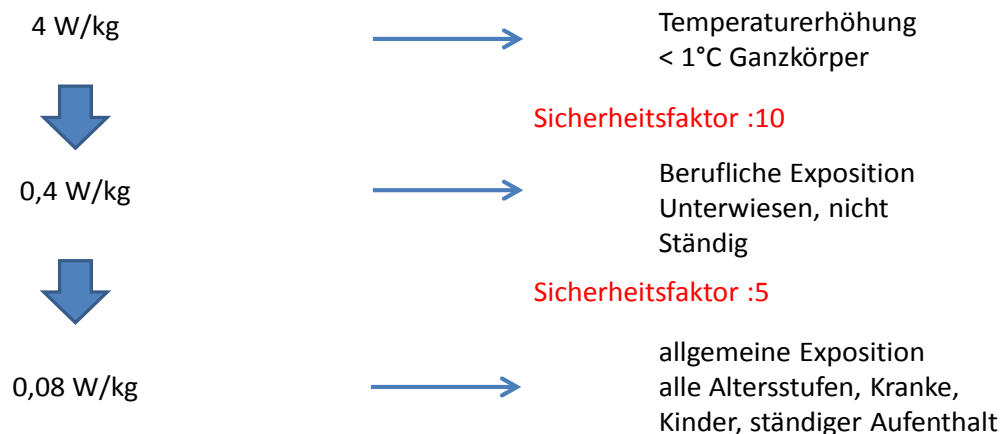 4 W/kg
Temperaturerhöhung
< 1°C Ganzkörper
Sicherheitsfaktor :10
0,4 W/kg
Berufliche Exposition
Unterwiesen, nicht
Ständig
Sicherheitsfaktor :5
0,08 W/kg
allgemeine Exposition
alle Altersstufen, Kranke,
Kinder, ständiger Aufenthalt